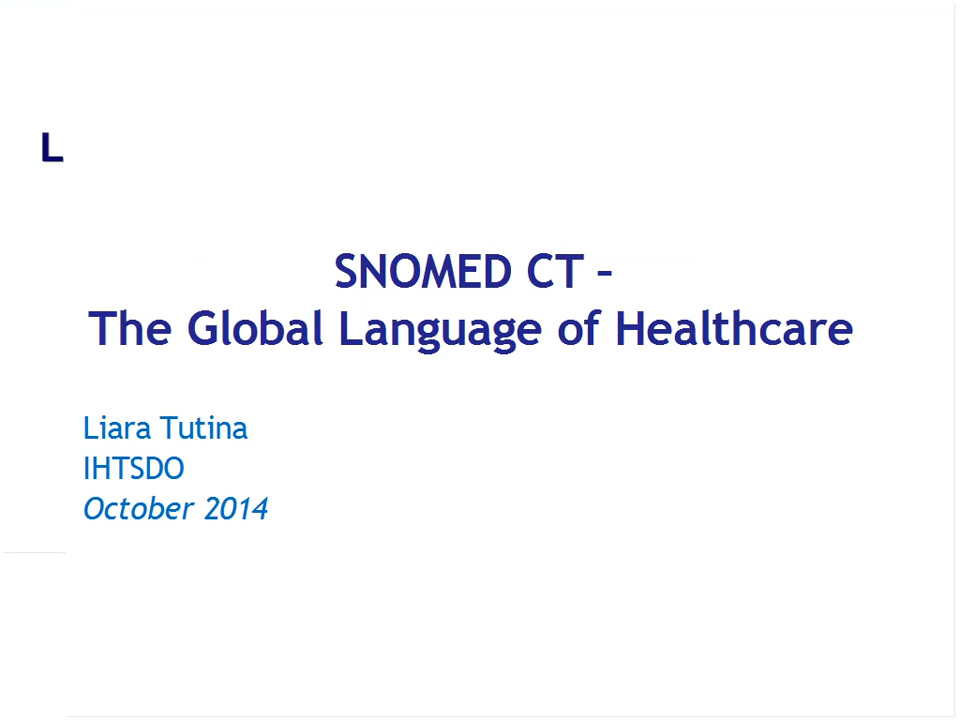 L
SNOMED CT –
The Global Language of Healthcare
Liara Tutina
IHTSDO
October 2014